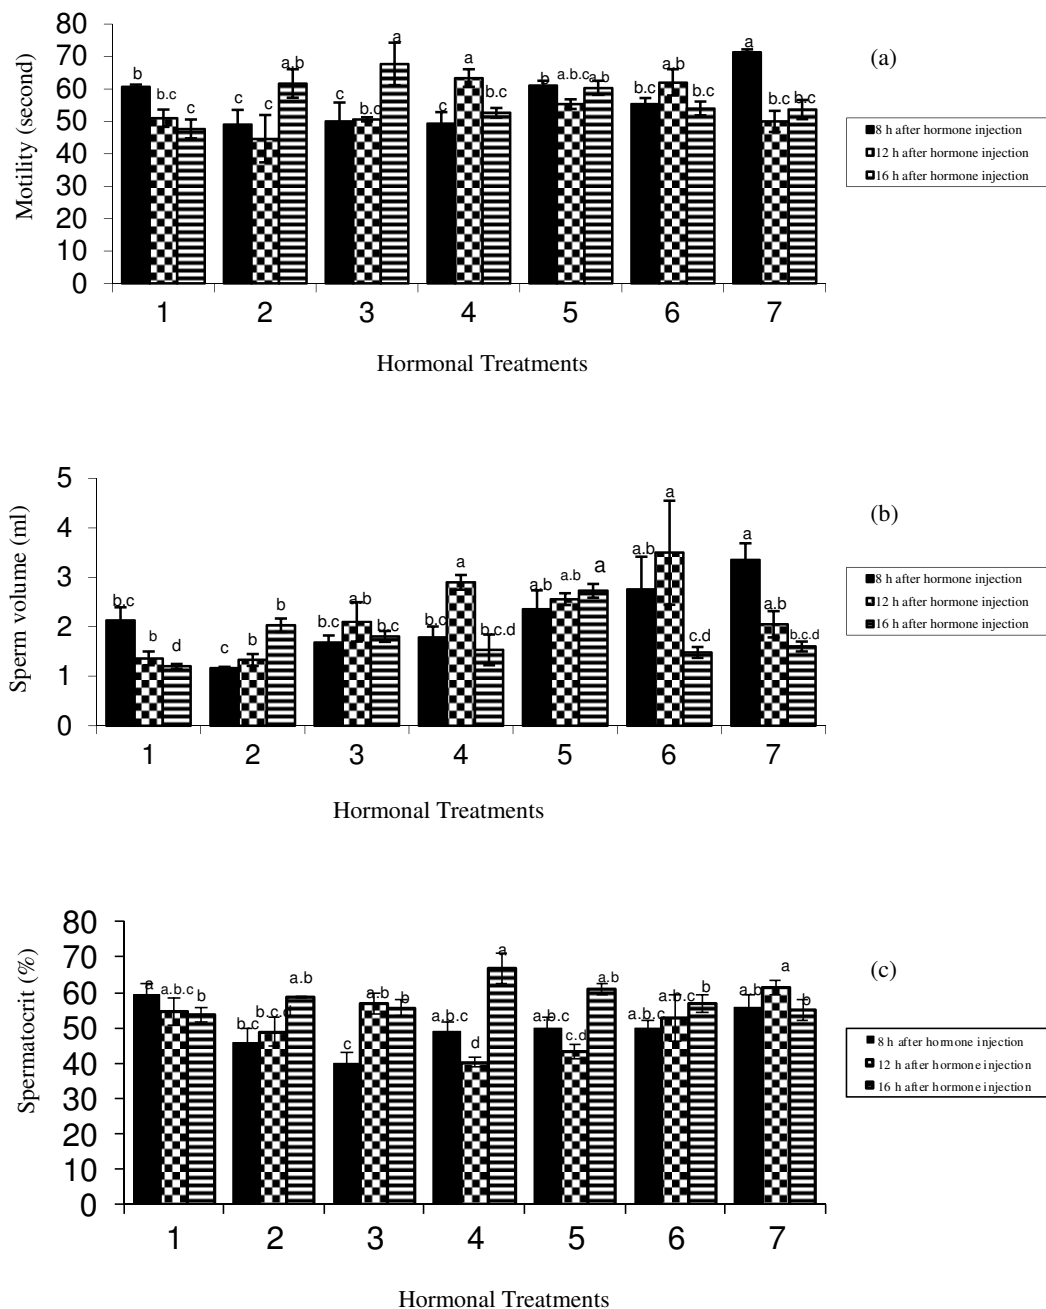 80
70
60
50
40
30
20
10
0
Motility (second)
b
b.c
c
c
c
a.b
c
b.c
a
c
a
b.c
b
a.b.c
a.b
b.c
a.b
b.c
a
b.c
b.c
1 2 3 4 5 6 7
Hormonal Treatments
(a)
8 h after hormone injection
12 h after hormone injection
16 h after hormone injection
5
4
3
2
1
0
Sperm volume (ml)
b.c
b
d
c
b
b
b.c
a.b
b.c
b.c
a
b.c.d
a.b
a.b
a
a.b
a
c.d
a
a.b
b.c.d
1 2 3 4 5 6 7
Hormonal Treatments
(b)
8 h after hormone injection
12 h after hormone injection
16 h after hormone injection
80
70
60
50
40
30
20
10
0
Spermatocrit (%)
a
a.b.c
b
b.c
b.c.d
a.b
c
a.b
b
a.b.c
d
a
a.b.c
c.d
a.b
a.b.c
a.b.c
b
a.b
a
b
1 2 3 4 5 6 7
Hormonal Treatments
(c)
8 h after hormone injection
12 h after hormone injection
16 h after hormone injection